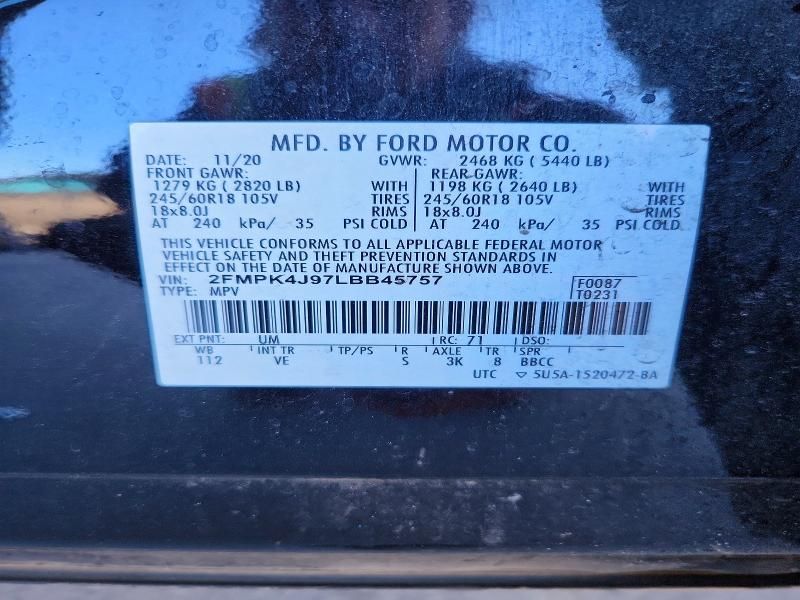 MFD. BY FORD MOTOR CO.
DATE: 11/20 GVWR: 2468 KG ( 5440 LB)
FRONT GAWR: REAR GAWR:
1279 KG ( 2820 LB) WITH 1198 KG ( 2640 LB) WITH
245/60R18 105V TIRES 245/60R18 105V TIRES
18x8.0J RIMS 18x8.0J RIMS
AT 240 kPa/ 35 PSI COLD AT 240 kPa/ 35 PSI COLD
THIS VEHICLE CONFORMS TO ALL APPLICABLE FEDERAL MOTOR
VEHICLE SAFETY AND THEFT PREVENTION STANDARDS IN
EFFECT ON THE DATE OF MANUFACTURE SHOWN ABOVE.
VIN: 2FMPK4J97LBB45757 F0087
TYPE: MPV T0231
EXT PNT: UM RC: 71 DSO:
WB INT TR TP/PS R AXLE TR SPR
112 VE S 3K 8 BBCC
UTC ▽ 5U5A-1520472-BA